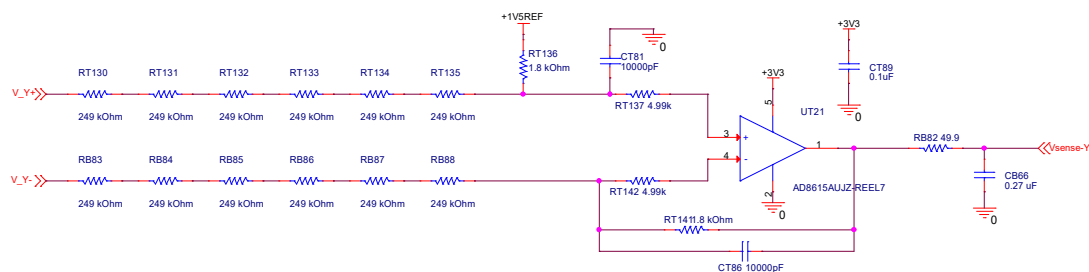 +1V5REF
+3V3
0
RT136
1.8 kOhm
CT81
10000pF
RT130
RT131
RT132
RT133
RT134
RT135
CT89
0.1uF
+3V3
V_Y+
249 kOhm
249 kOhm
249 kOhm
249 kOhm
249 kOhm
249 kOhm
RT137 4.99k
0
5
UT21
3
+
RB83
RB84
RB85
RB86
RB87
RB88
4
-
1
RB82 49.9
Vsense-Y
V_Y-
249 kOhm
249 kOhm
249 kOhm
249 kOhm
249 kOhm
249 kOhm
RT142 4.99k
2
AD8615AUJZ-REEL7
CB66
0.27 uF
0
0
RT1411.8 kOhm
CT86 10000pF